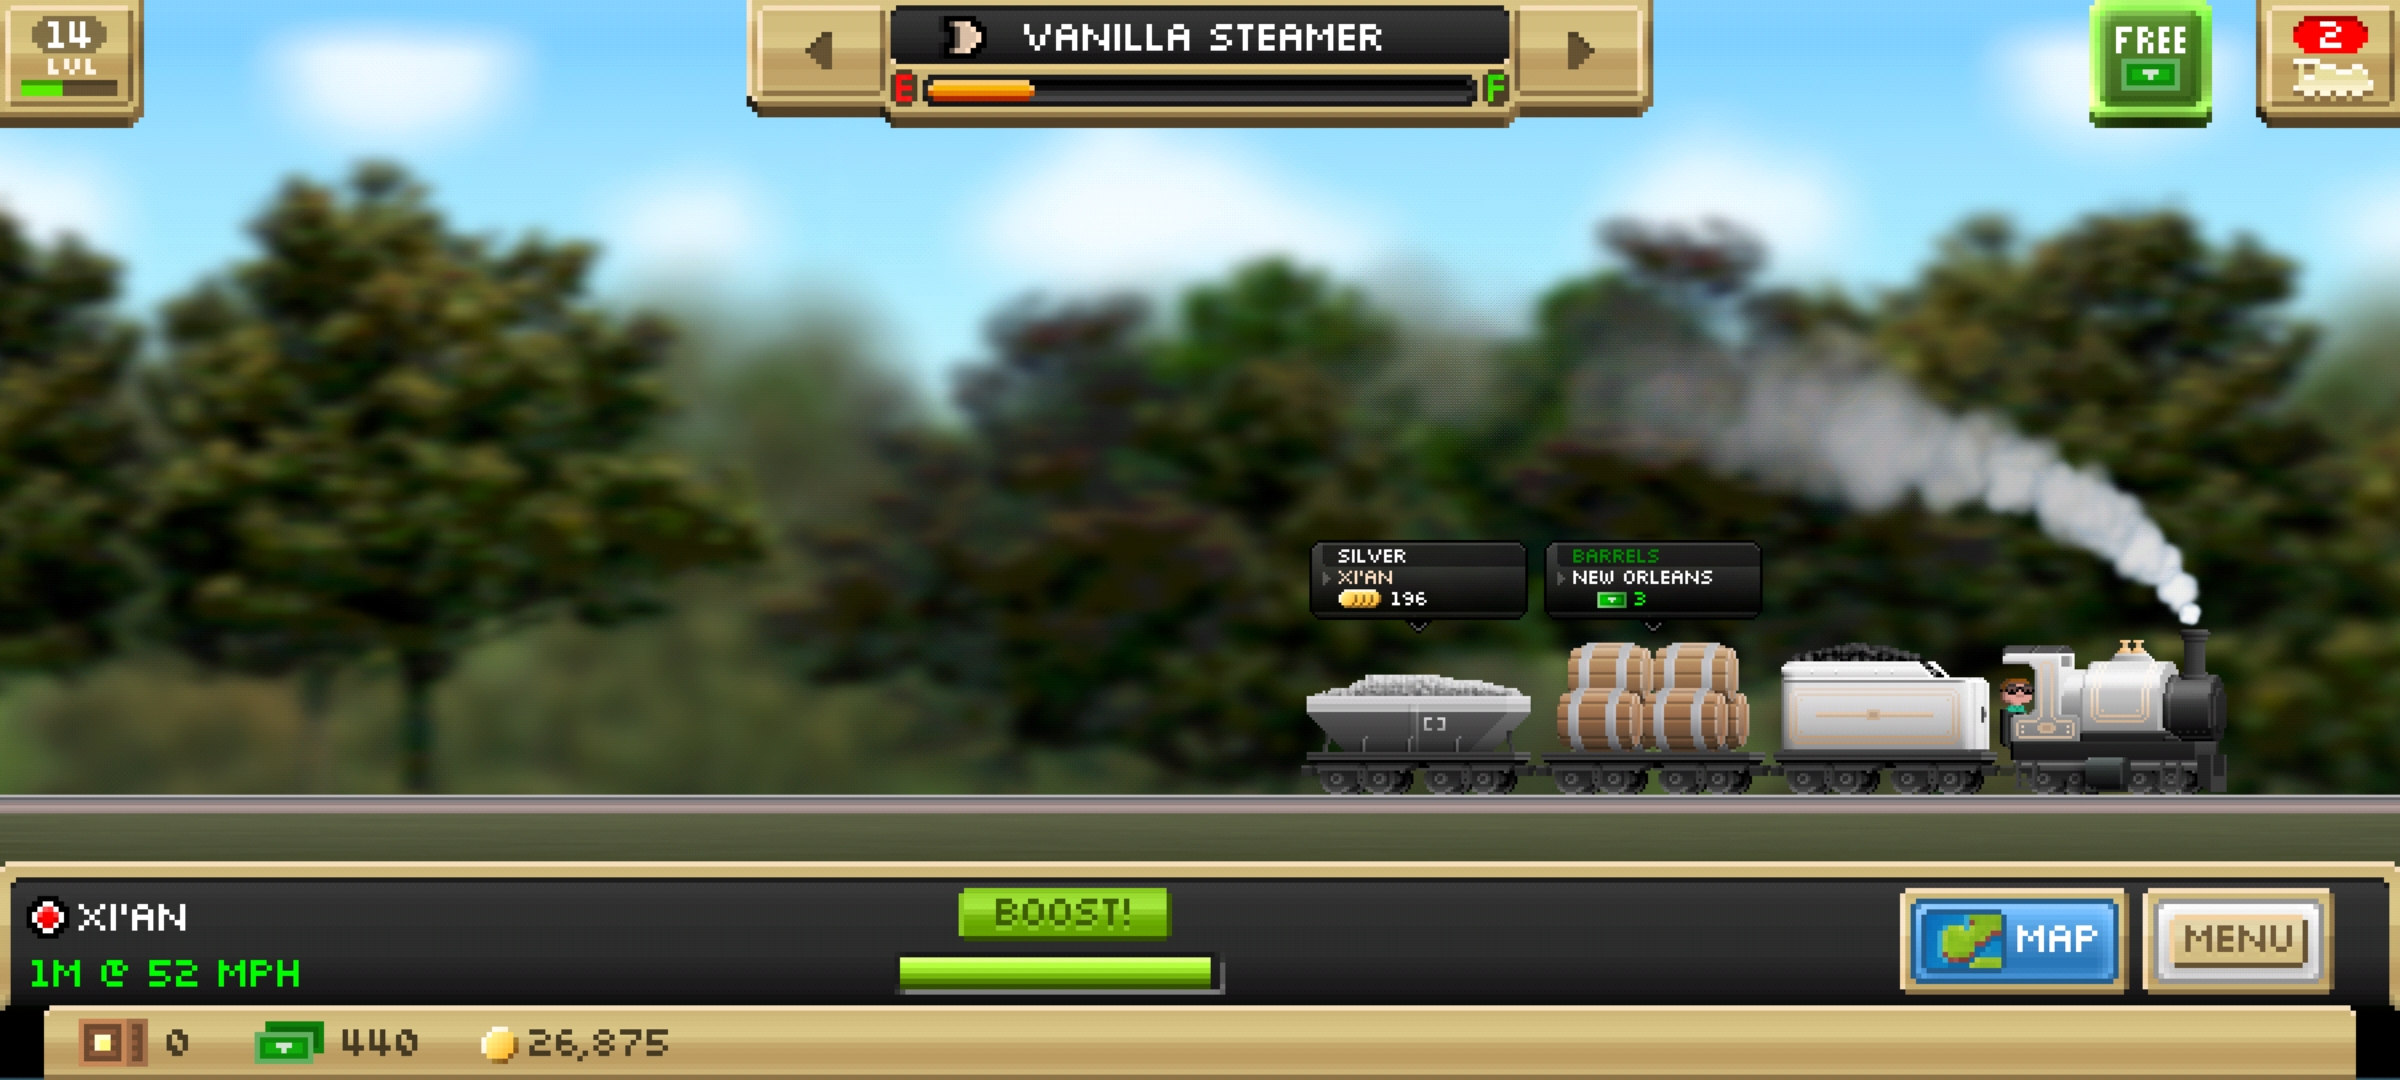 14
LVL
VANILLA STEAMER
E
F
FREE
2
SILVER
XI'AN
196
BARRELS
NEW ORLEANS
3
[]
XI'AN
1M @ 52 MPH
BOOST!
MAP
MENU
0
440
26,875